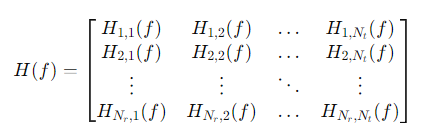 H(f) = [ H_{1,1}(f) H_{1,2}(f) … H_{1,N_t}(f)
H_{2,1}(f) H_{2,2}(f) … H_{2,N_t}(f)
⋮ ⋮ ⋱ ⋮
H_{N_r,1}(f) H_{N_r,2}(f) … H_{N_r,N_t}(f) ]